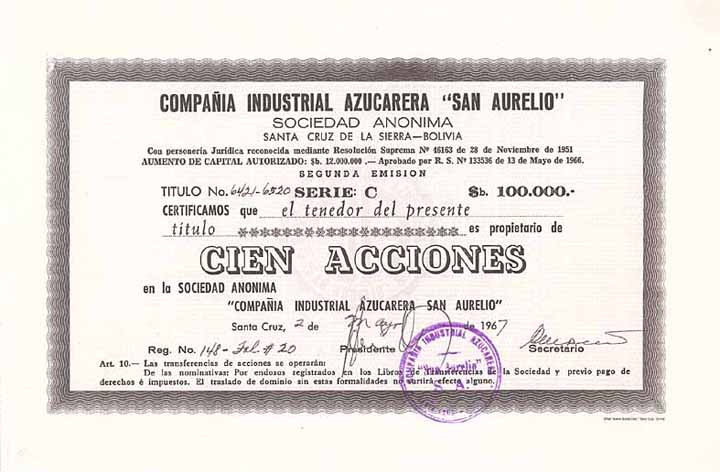 COMPAÑIA INDUSTRIAL AZUCARERA "SAN AURELIO"
SOCIEDAD ANONIMA
SANTA CRUZ DE LA SIERRA—BOLIVIA
Con personería Jurídica reconocida mediante Resolución Suprema Nº 46163 de 28 de Noviembre de 1951
AUMENTO DE CAPITAL AUTORIZADO: $b. 12.000.000 .— Aprobado por R. S. Nº 133536 de 13 de Mayo de 1966.
SEGUNDA EMISION
TITULO No. 6421-6520 SERIE: C $b. 100.000.-
CERTIFICAMOS que el tenedor del presente
titulo ******************** es propietario de
CIEN ACCIONES
en la SOCIEDAD ANONIMA
"COMPAÑIA INDUSTRIAL AZUCARERA SAN AURELIO"
Santa Cruz, 2 de Mayo de 1967
Reg. No. 148-Fol. # 20 Presidente Secretario
Art. 10.— Las transferencias de acciones se operarán:
De las nominativas: Por endosos registrados en los Libros de Transferencias de la Sociedad y previo pago de
derechos é impuestos. El traslado de dominio sin estas formalidades no surtirá efecto alguno.
COMPAÑIA INDUSTRIAL AZUCARERA
"San Aurelio"
S. A.